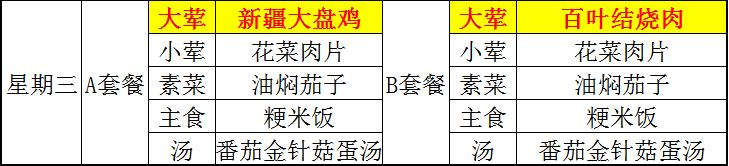 大荤 新疆大盘鸡 大荤 百叶结烧肉
小荤 花菜肉片 小荤 花菜肉片
星期三 A套餐 素菜 油焖茄子 B套餐 素菜 油焖茄子
主食 粳米饭 主食 粳米饭
汤 番茄金针菇蛋汤 汤 番茄金针菇蛋汤